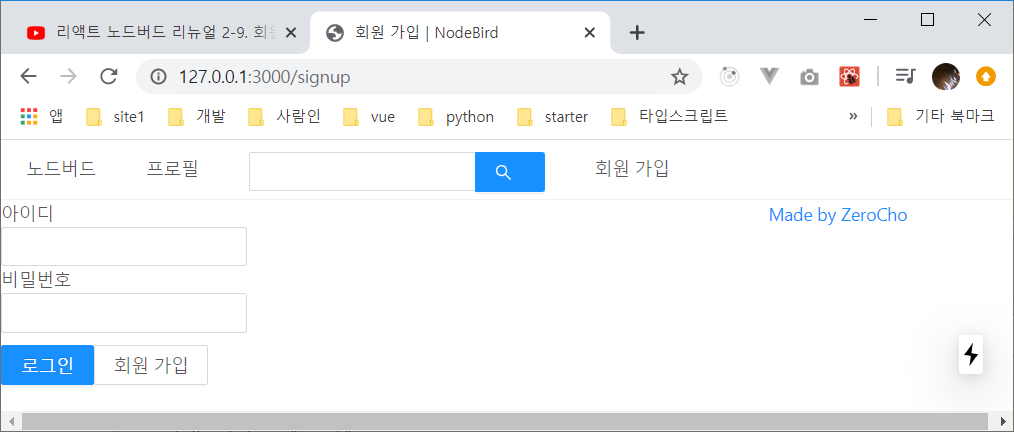 리액트 노드버드 리뉴얼 2-9. 회원
회원 가입 | NodeBird
127.0.0.1:3000/signup
앱 site1 개발 사람인 vue python starter 타입스크립트 » 기타 북마크
노드버드 프로필 회원 가입
아이디 Made by ZeroCho
비밀번호
로그인 회원 가입